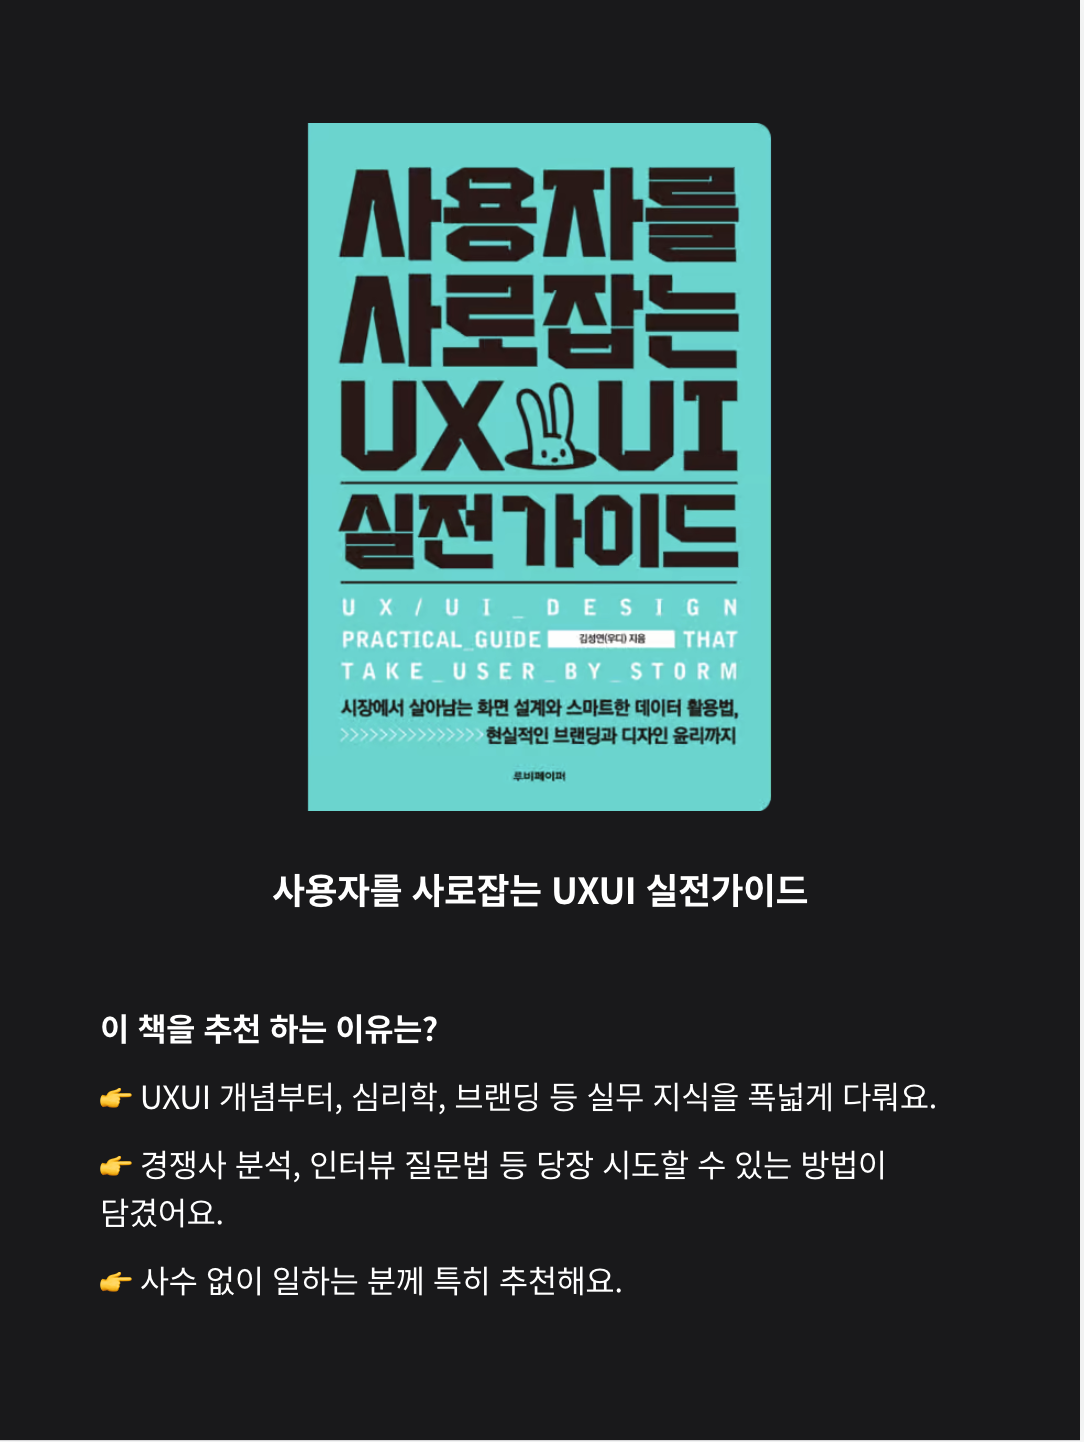 사용자를
사로잡는
UX UI
실전가이드
UX/UI_DESIGN
PRACTICAL_GUIDE 김성연(우디) 지음 THAT
TAKE_USER_BY_STORM
시장에서 살아남는 화면 설계와 스마트한 데이터 활용법,
>>>>>>>>>>>>>>> 현실적인 브랜딩과 디자인 윤리까지
루비페이퍼
사용자를 사로잡는 UXUI 실전가이드
이 책을 추천 하는 이유는?
👉 UXUI 개념부터, 심리학, 브랜딩 등 실무 지식을 폭넓게 다뤄요.
👉 경쟁사 분석, 인터뷰 질문법 등 당장 시도할 수 있는 방법이
담겼어요.
👉 사수 없이 일하는 분께 특히 추천해요.